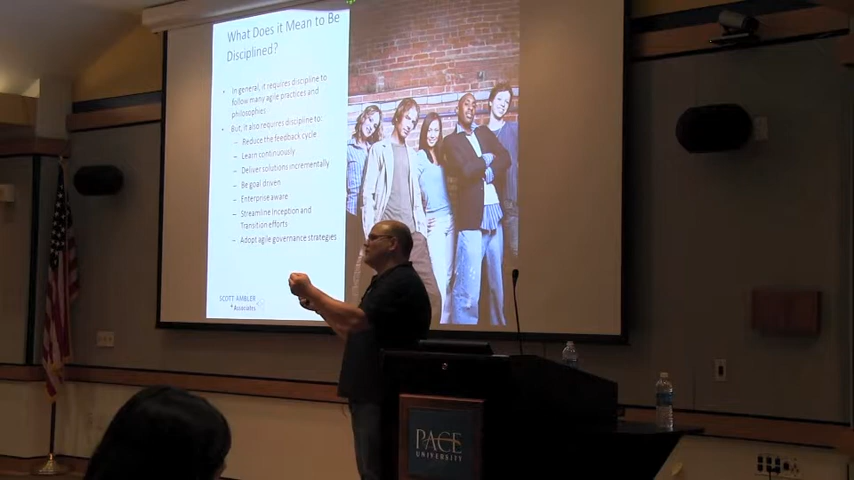 What Does it Mean to Be
Disciplined?
• In general, it requires discipline to
follow many agile practices and
philosophies
• But, it also requires discipline to:
– Reduce the feedback cycle
– Learn continuously
– Deliver solutions incrementally
– Be goal driven
– Enterprise aware
– Streamline Inception and
Transition efforts
– Adopt agile governance strategies
SCOTT AMBLER
+ Associates
PACE
UNIVERSITY